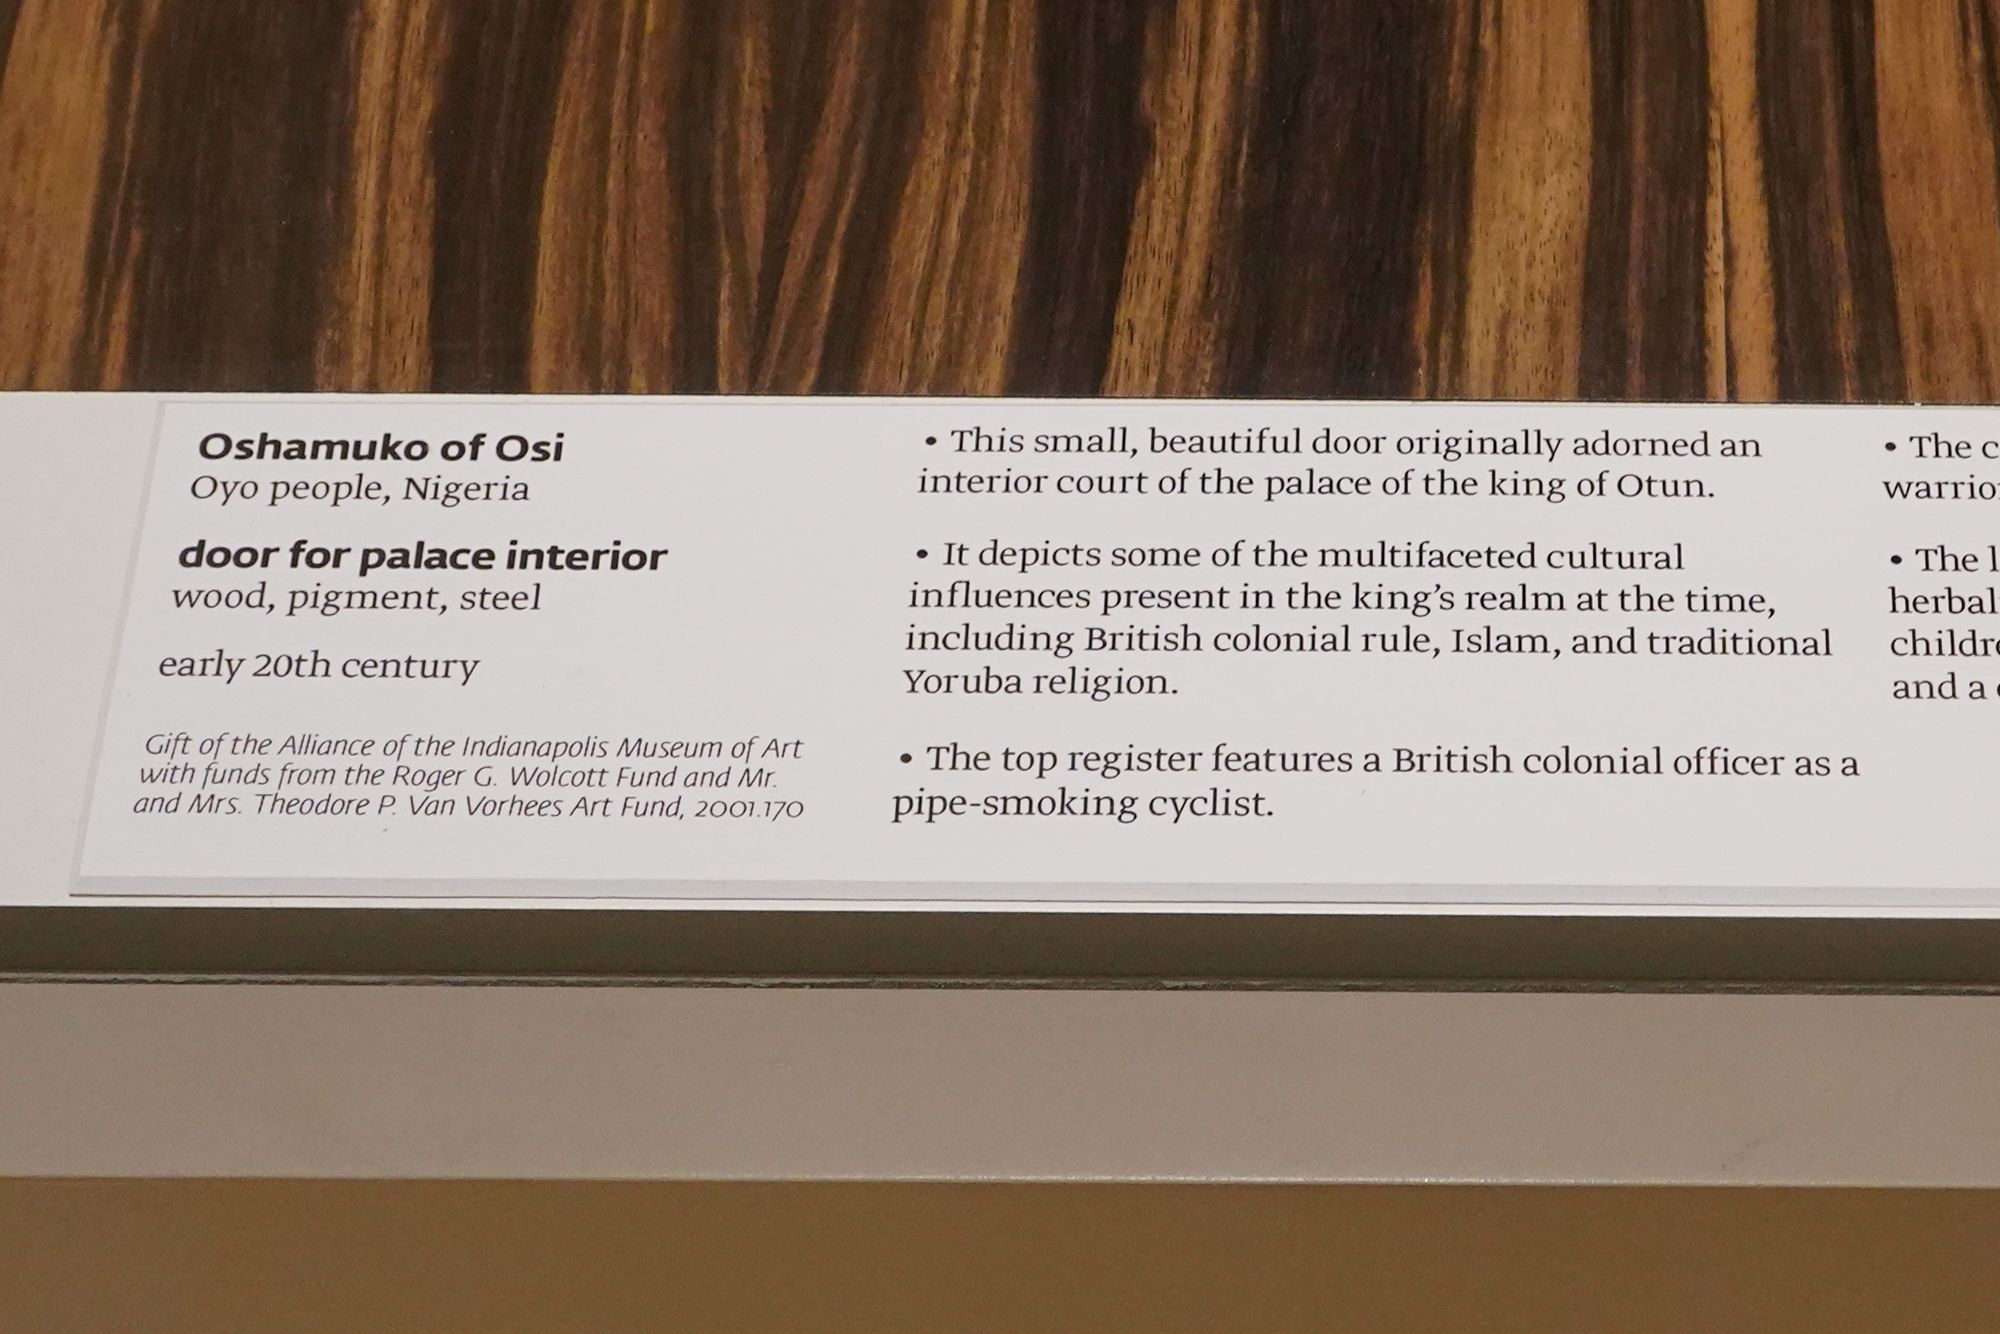 Oshamuko of Osi
Oyo people, Nigeria
door for palace interior
wood, pigment, steel
early 20th century
Gift of the Alliance of the Indianapolis Museum of Art
with funds from the Roger G. Wolcott Fund and Mr.
and Mrs. Theodore P. Van Vorhees Art Fund, 2001.170
• This small, beautiful door originally adorned an
interior court of the palace of the king of Otun.
• It depicts some of the multifaceted cultural
influences present in the king's realm at the time,
including British colonial rule, Islam, and traditional
Yoruba religion.
• The top register features a British colonial officer as a
pipe-smoking cyclist.
• The
• The
and a